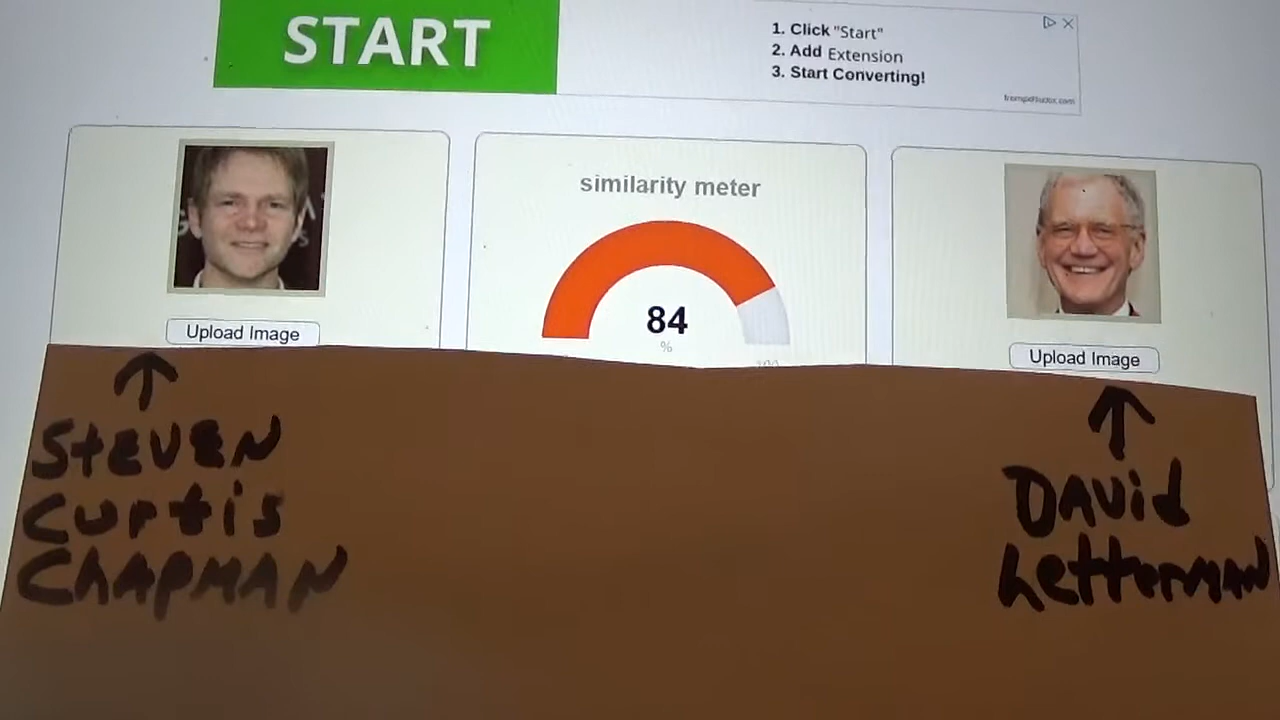 START
1. Click "Start"
2. Add Extension
3. Start Converting!
similarity meter
84
%
100
Upload Image
Upload Image
STEVEN
Curtis
CHAPMAN
DAVid
LettermAN